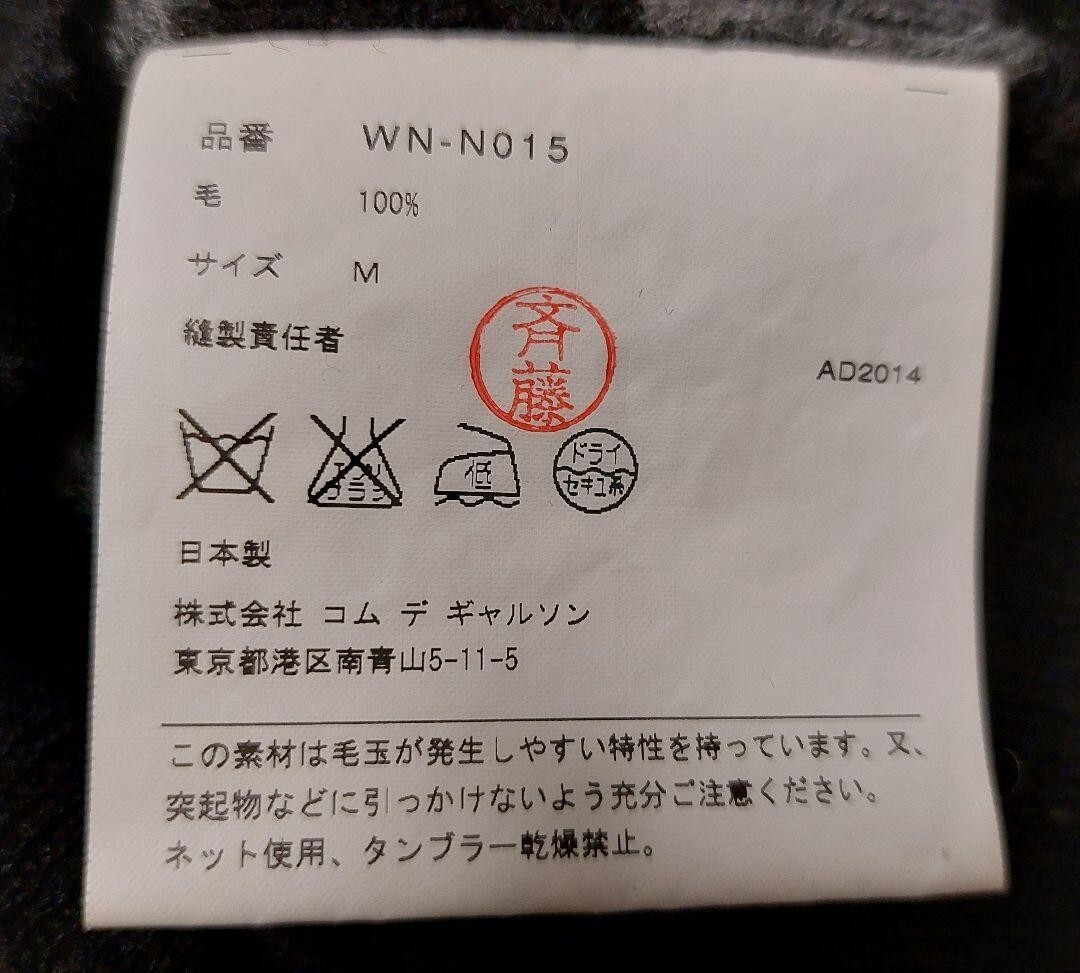 品番 WN-N015
毛 100%
サイズ M
縫製責任者
斉藤
AD2014
エンソ
フラシ
低
ドライ
セキユ系
日本製
株式会社 コム デ ギャルソン
東京都港区南青山5-11-5
この素材は毛玉が発生しやすい特性を持っています。又、
突起物などに引っかけないよう充分ご注意ください。
ネット使用、タンブラー乾燥禁止。